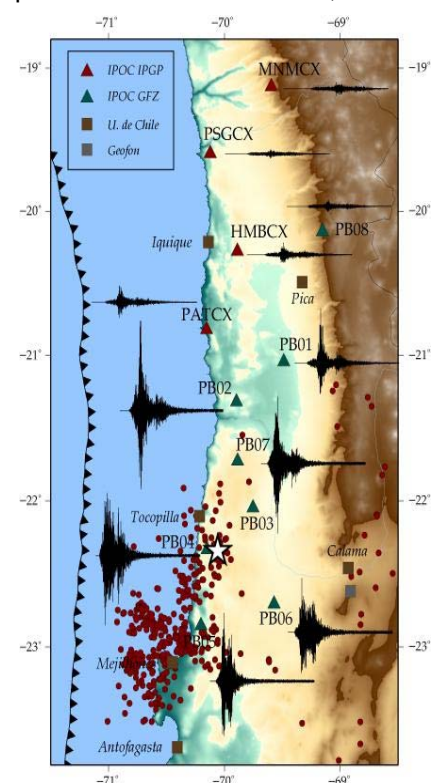 −71° −70° −69°
−19° −19°
IPOC IPGP
IPOC GFZ
U. de Chile
Geofon
MNMCX
PSGCX
−20° −20°
PB08
HMBCX
Iquique
Pica
PATCX
−21° −21°
PB01
PB02
PB07
−22° −22°
Tocopilla
PB03
PB04
Calama
PB06
−23° −23°
PB05
Antofagasta
−71° −70° −69°